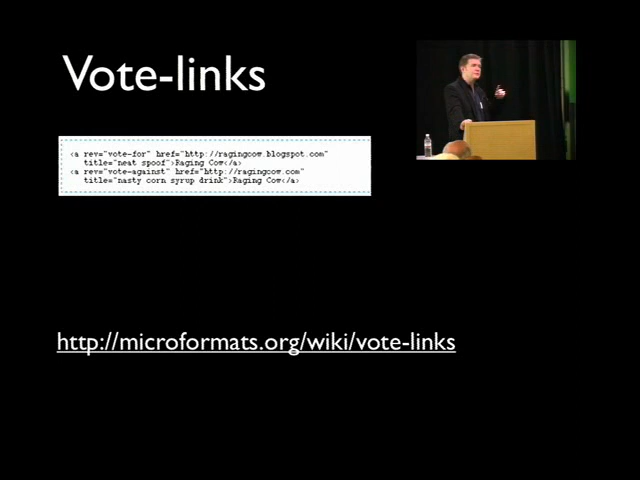 Vote-links
<a rev="vote-for" href="http://ragingcow.blogspot.com"
title="neat spoof">Raging Cow</a>
<a rev="vote-against" href="http://ragingcow.com"
title="nasty corn syrup drink">Raging Cow</a>
http://microformats.org/wiki/vote-links